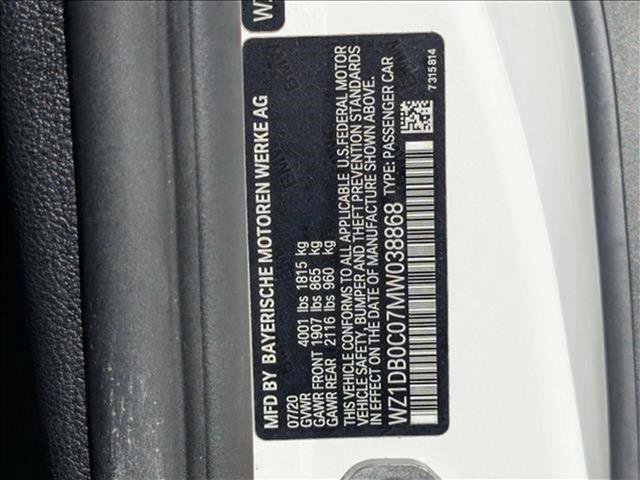 WZ
MFD BY BAYERISCHE MOTOREN WERKE AG
07/20
GVWR 4001 lbs 1815 kg
GAWR FRONT 1907 lbs 865 kg
GAWR REAR 2116 lbs 960 kg
THIS VEHICLE CONFORMS TO ALL APPLICABLE U.S. FEDERAL MOTOR
VEHICLE SAFETY, BUMPER AND THEFT PREVENTION STANDARDS
IN EFFECT ON THE DATE OF MANUFACTURE SHOWN ABOVE.
WZ1DB0C07MW038868 TYPE: PASSENGER CAR
7315814